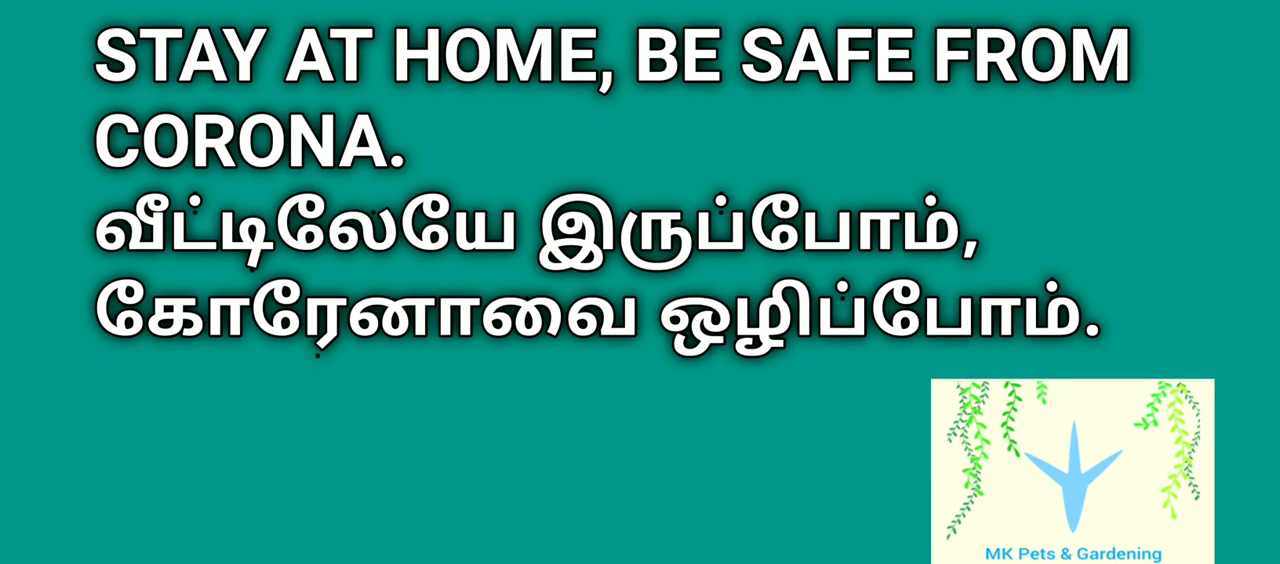 STAY AT HOME, BE SAFE FROM
CORONA.
வீட்டிலேயே இருப்போம்,
கோரேனாவை ஒழிப்போம்.
MK Pets & Gardening